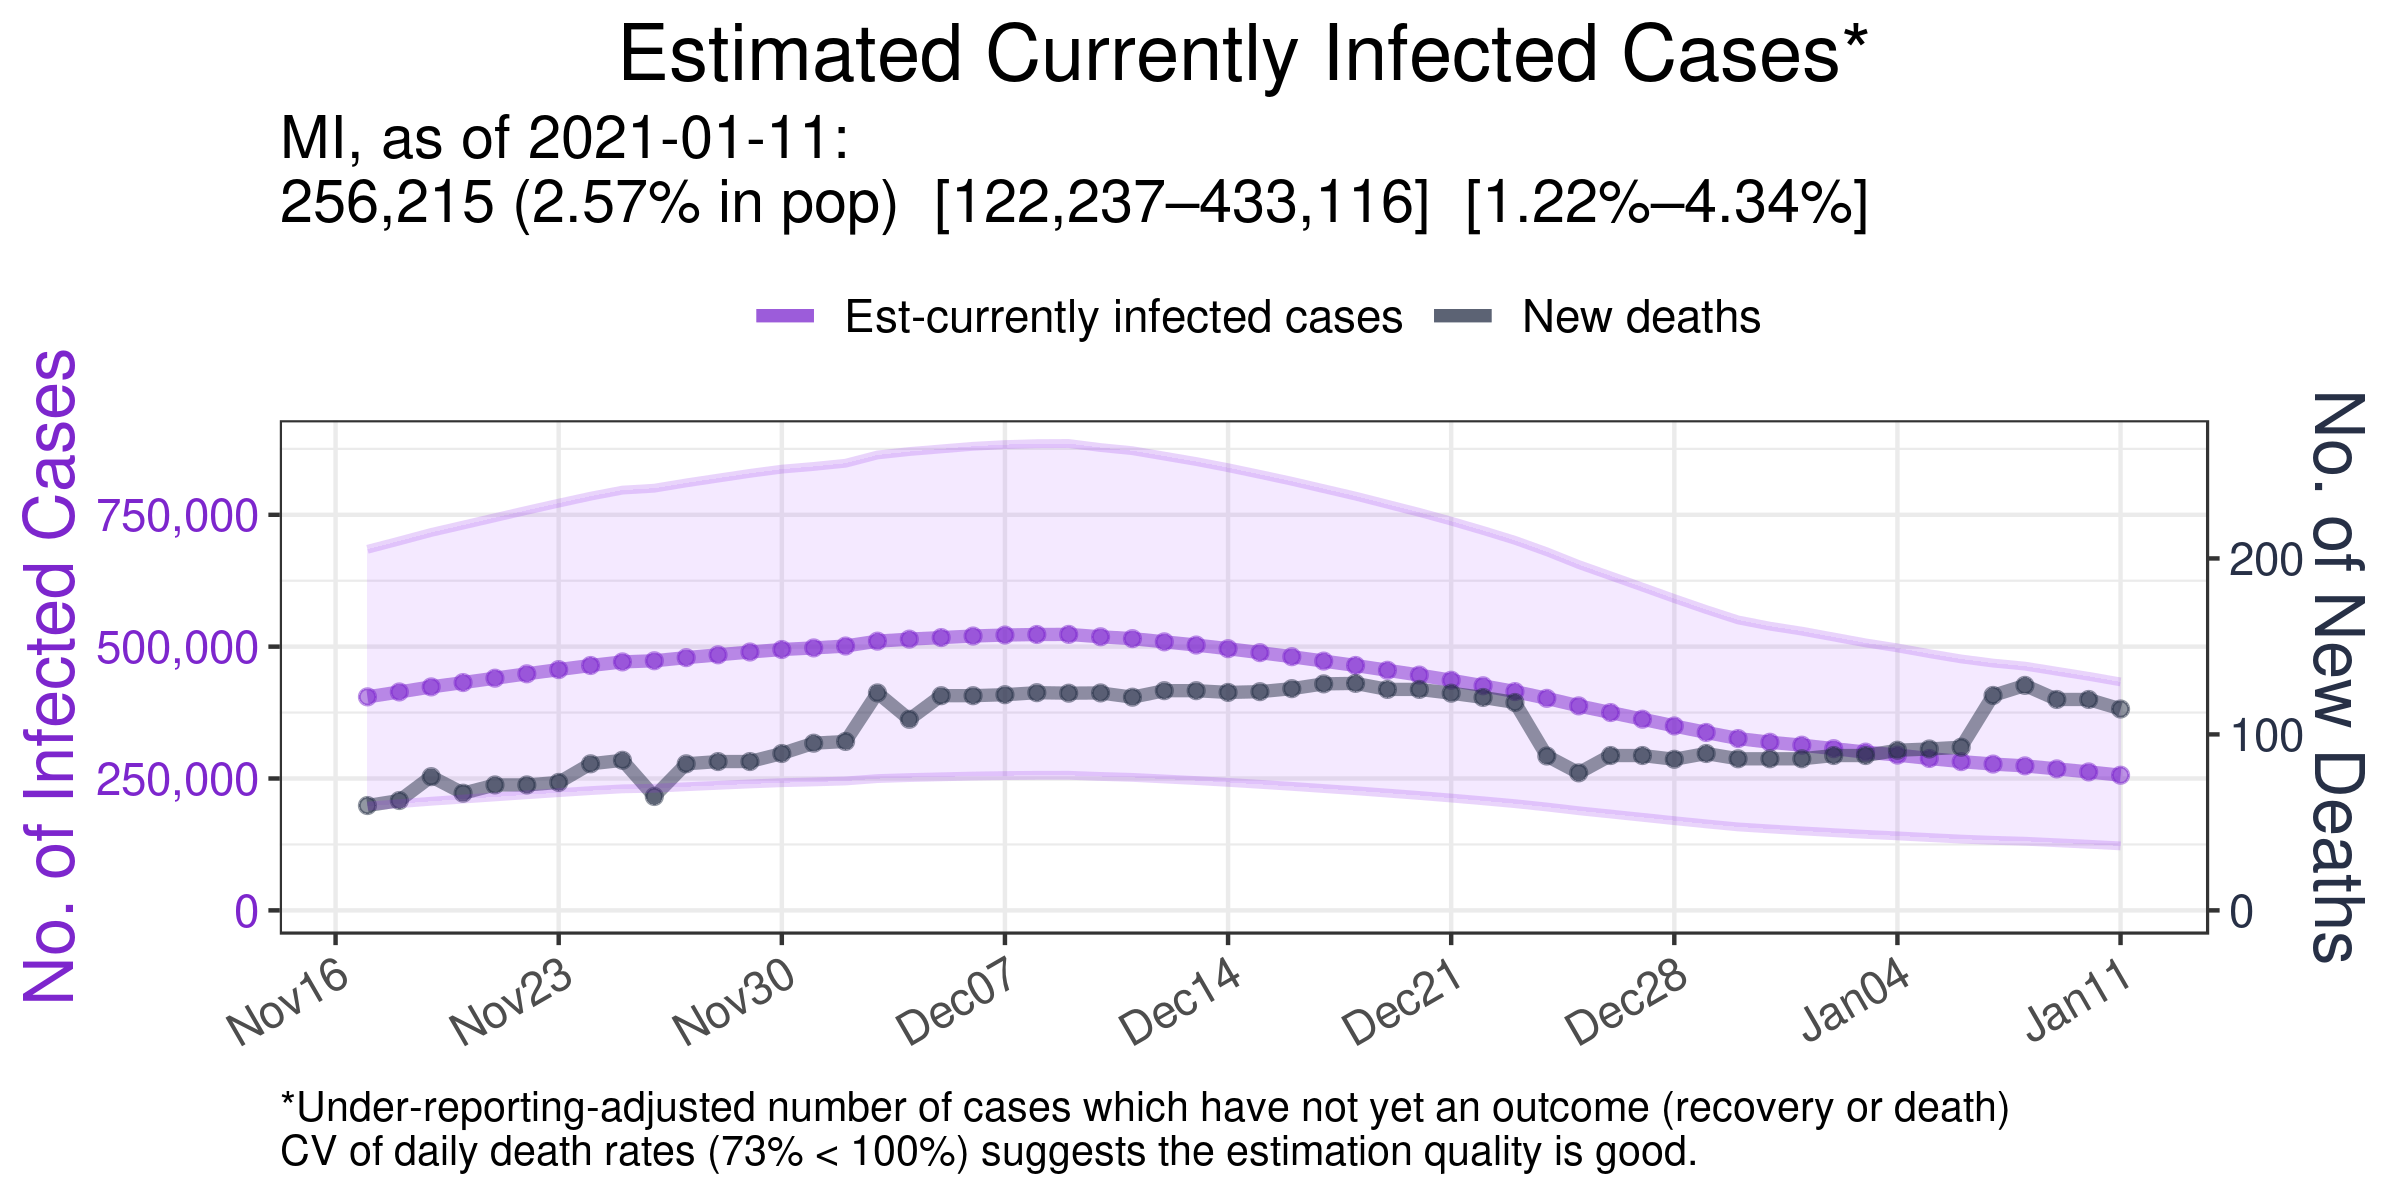 Estimated Currently Infected Cases*
MI, as of 2021-01-11:
256,215 (2.57% in pop)  [122,237–433,116]  [1.22%–4.34%]
Est-currently infected cases
New deaths
No. of Infected Cases
750,000
500,000
250,000
0
200
100
0
No. of New Deaths
Nov16
Nov23
Nov30
Dec07
Dec14
Dec21
Dec28
Jan04
Jan11
*Under-reporting-adjusted number of cases which have not yet an outcome (recovery or death)
CV of daily death rates (73% < 100%) suggests the estimation quality is good.